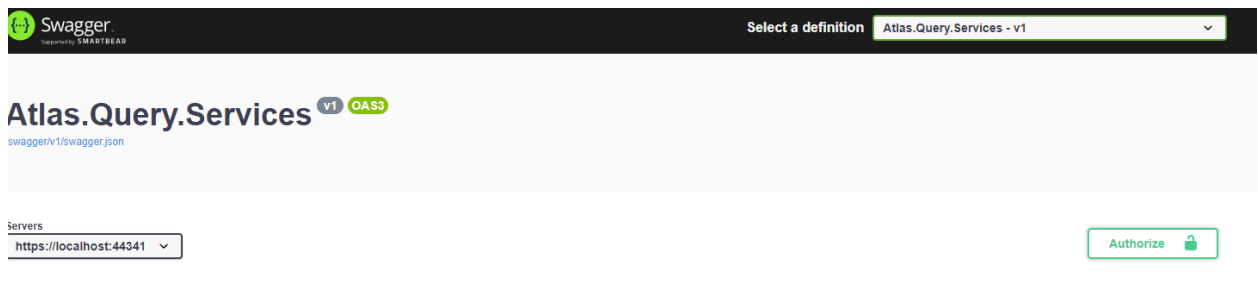 {··} Swagger.
Supported by SMARTBEAR
Select a definition
Atlas.Query.Services - v1
Atlas.Query.Services v1 OAS3
swagger/v1/swagger.json
Servers
https://localhost:44341
Authorize